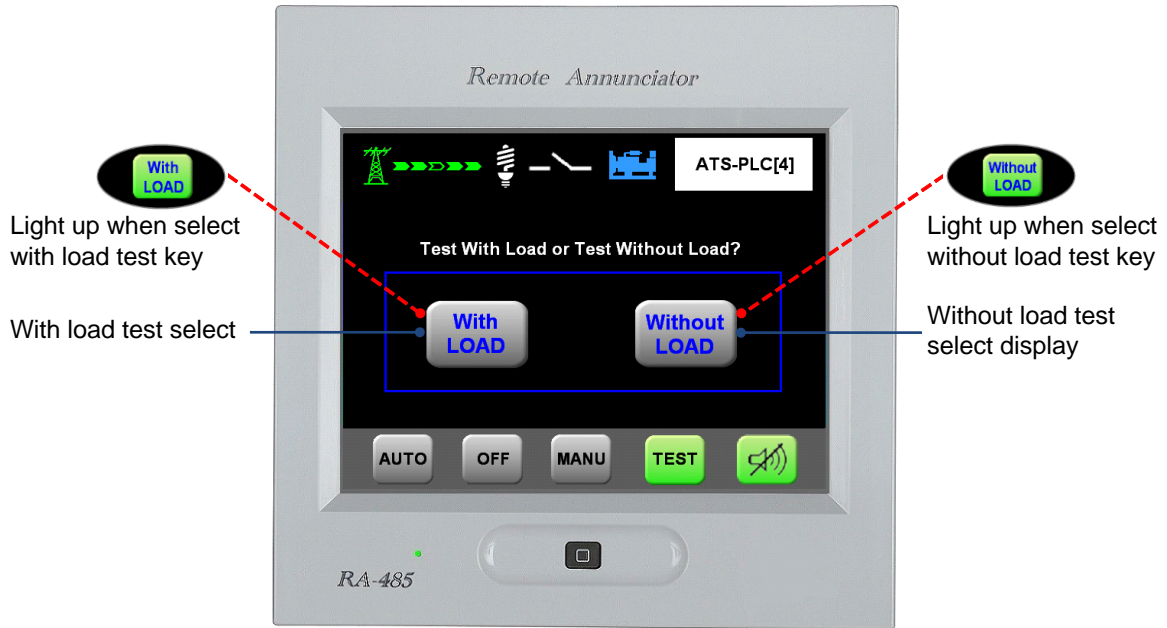 Remote Annunciator
ATS-PLC[4]
With
LOAD
Light up when select
with load test key
With load test select
Without
LOAD
Light up when select
without load test key
Without load test
select display
Test With Load or Test Without Load?
With
LOAD
Without
LOAD
AUTO OFF MANU TEST
RA-485